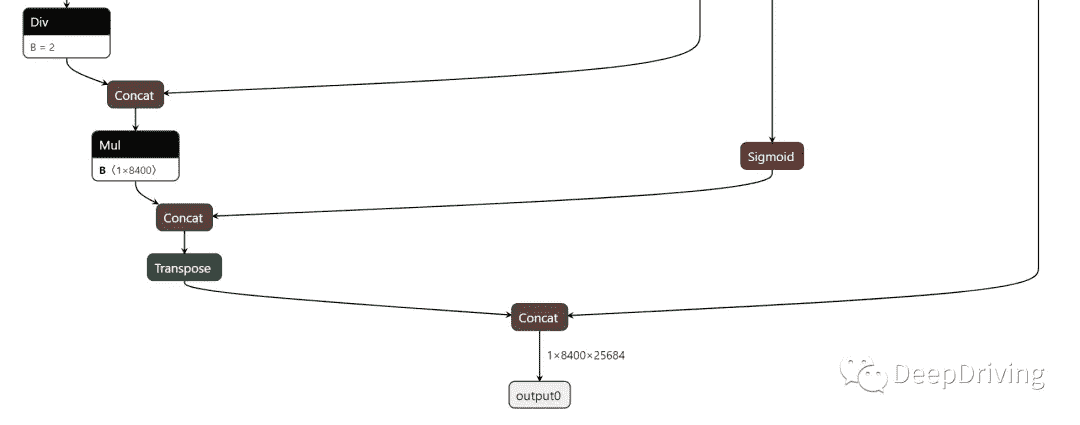 Div
B = 2
Concat
Mul
B〈1×8400〉
Sigmoid
Concat
Transpose
Concat
1×8400×25684
output0
DeepDriving